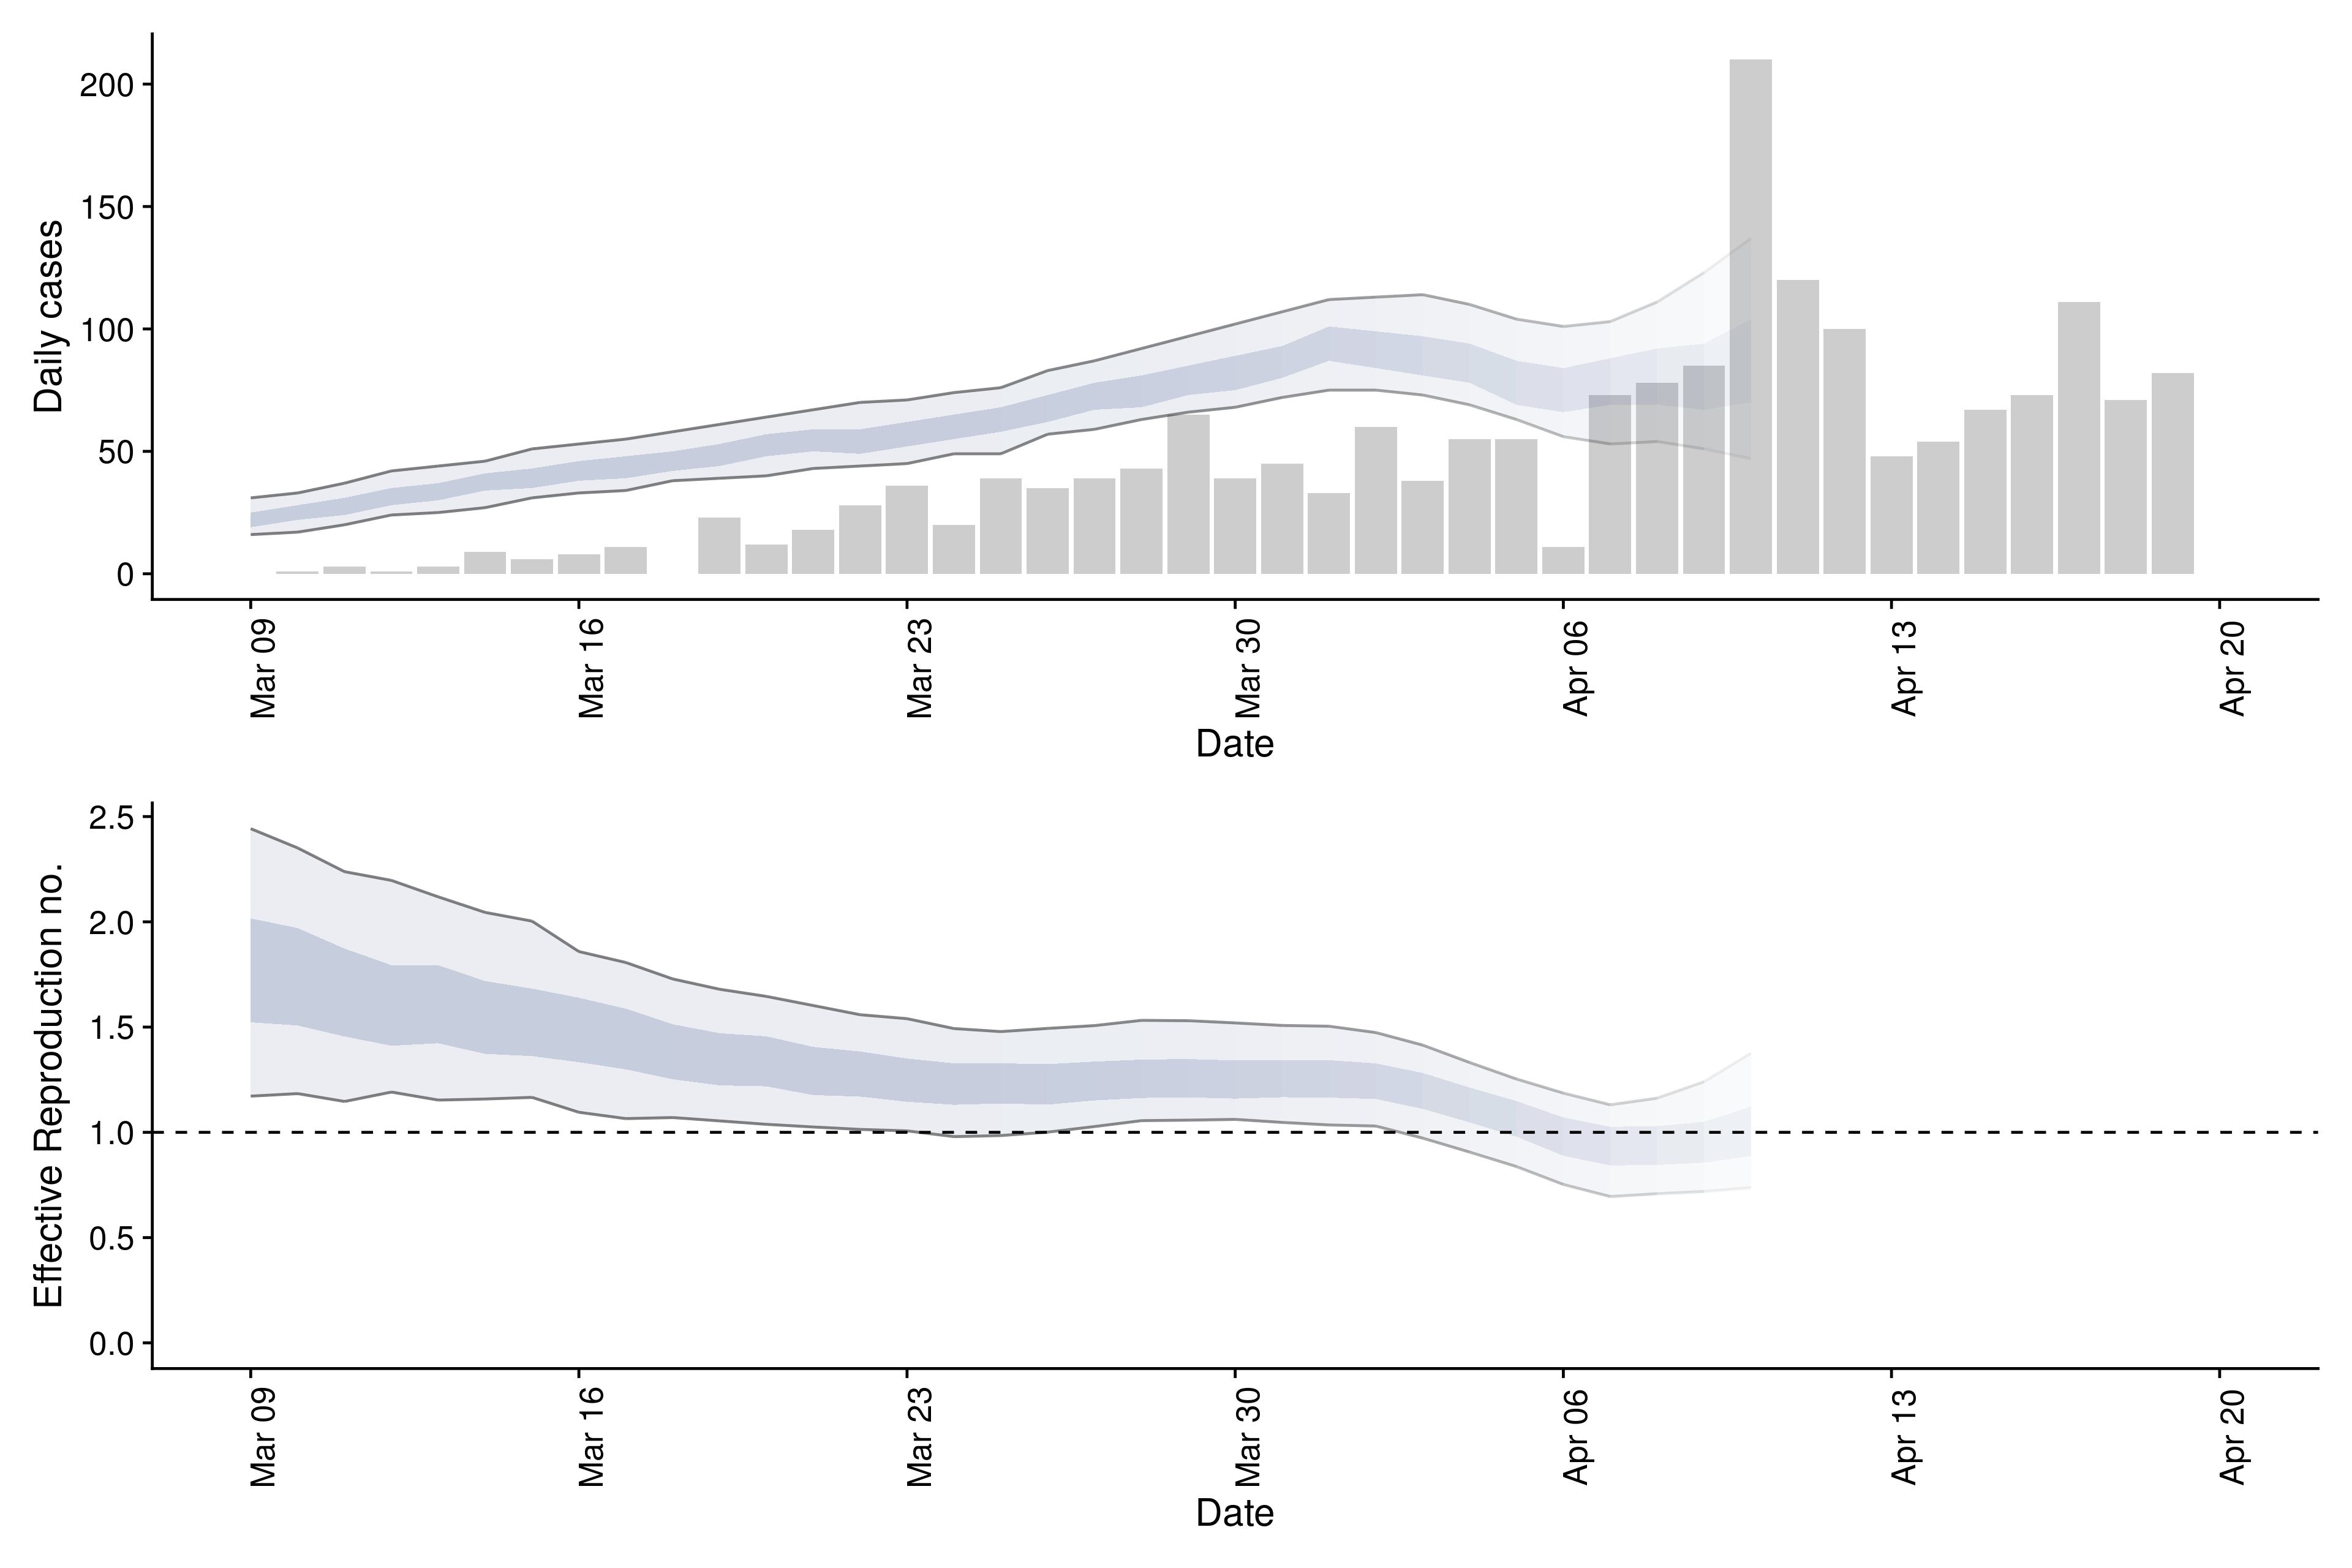 Daily cases
200
150
100
50
0
Mar 09
Mar 16
Mar 23
Mar 30
Apr 06
Apr 13
Apr 20
Date
Effective Reproduction no.
2.5
2.0
1.5
1.0
0.5
0.0
Mar 09
Mar 16
Mar 23
Mar 30
Apr 06
Apr 13
Apr 20
Date